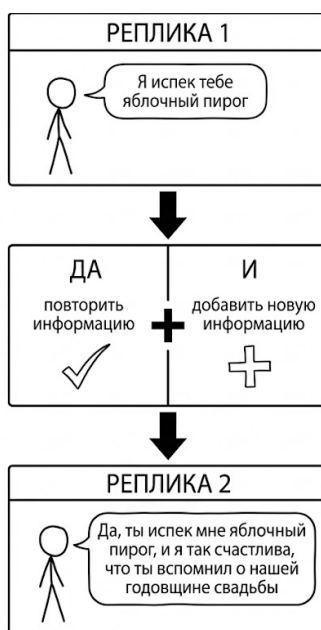 РЕПЛИКА 1
Я испек тебе
яблочный пирог
ДА
повторить
информацию
И
добавить новую
информацию
РЕПЛИКА 2
Да, ты испек мне яблочный
пирог, и я так счастлива,
что ты вспомнил о нашей
годовщине свадьбы